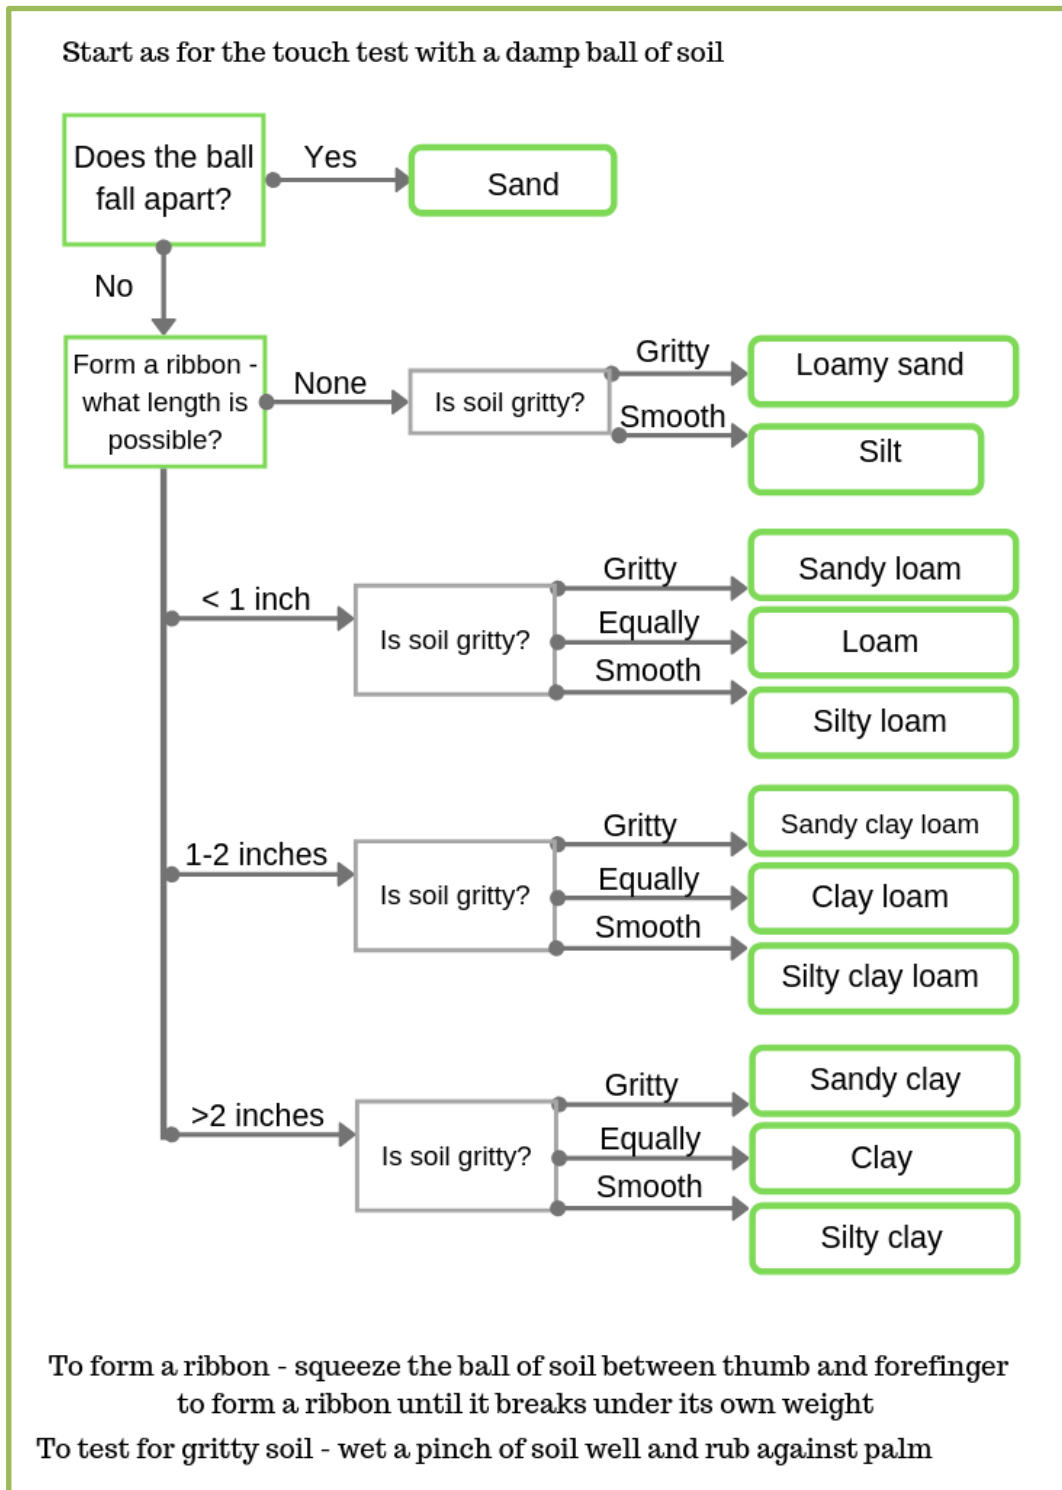 Start as for the touch test with a damp ball of soil
Does the ball
fall apart?
Yes
Sand
No
Form a ribbon -
what length is
possible?
None
Is soil gritty?
Gritty
Loamy sand
Smooth
Silt
< 1 inch
Is soil gritty?
Gritty
Sandy loam
Equally
Loam
Smooth
Silty loam
1-2 inches
Is soil gritty?
Gritty
Sandy clay loam
Equally
Clay loam
Smooth
Silty clay loam
>2 inches
Is soil gritty?
Gritty
Sandy clay
Equally
Clay
Smooth
Silty clay
To form a ribbon - squeeze the ball of soil between thumb and forefinger
to form a ribbon until it breaks under its own weight
To test for gritty soil - wet a pinch of soil well and rub against palm